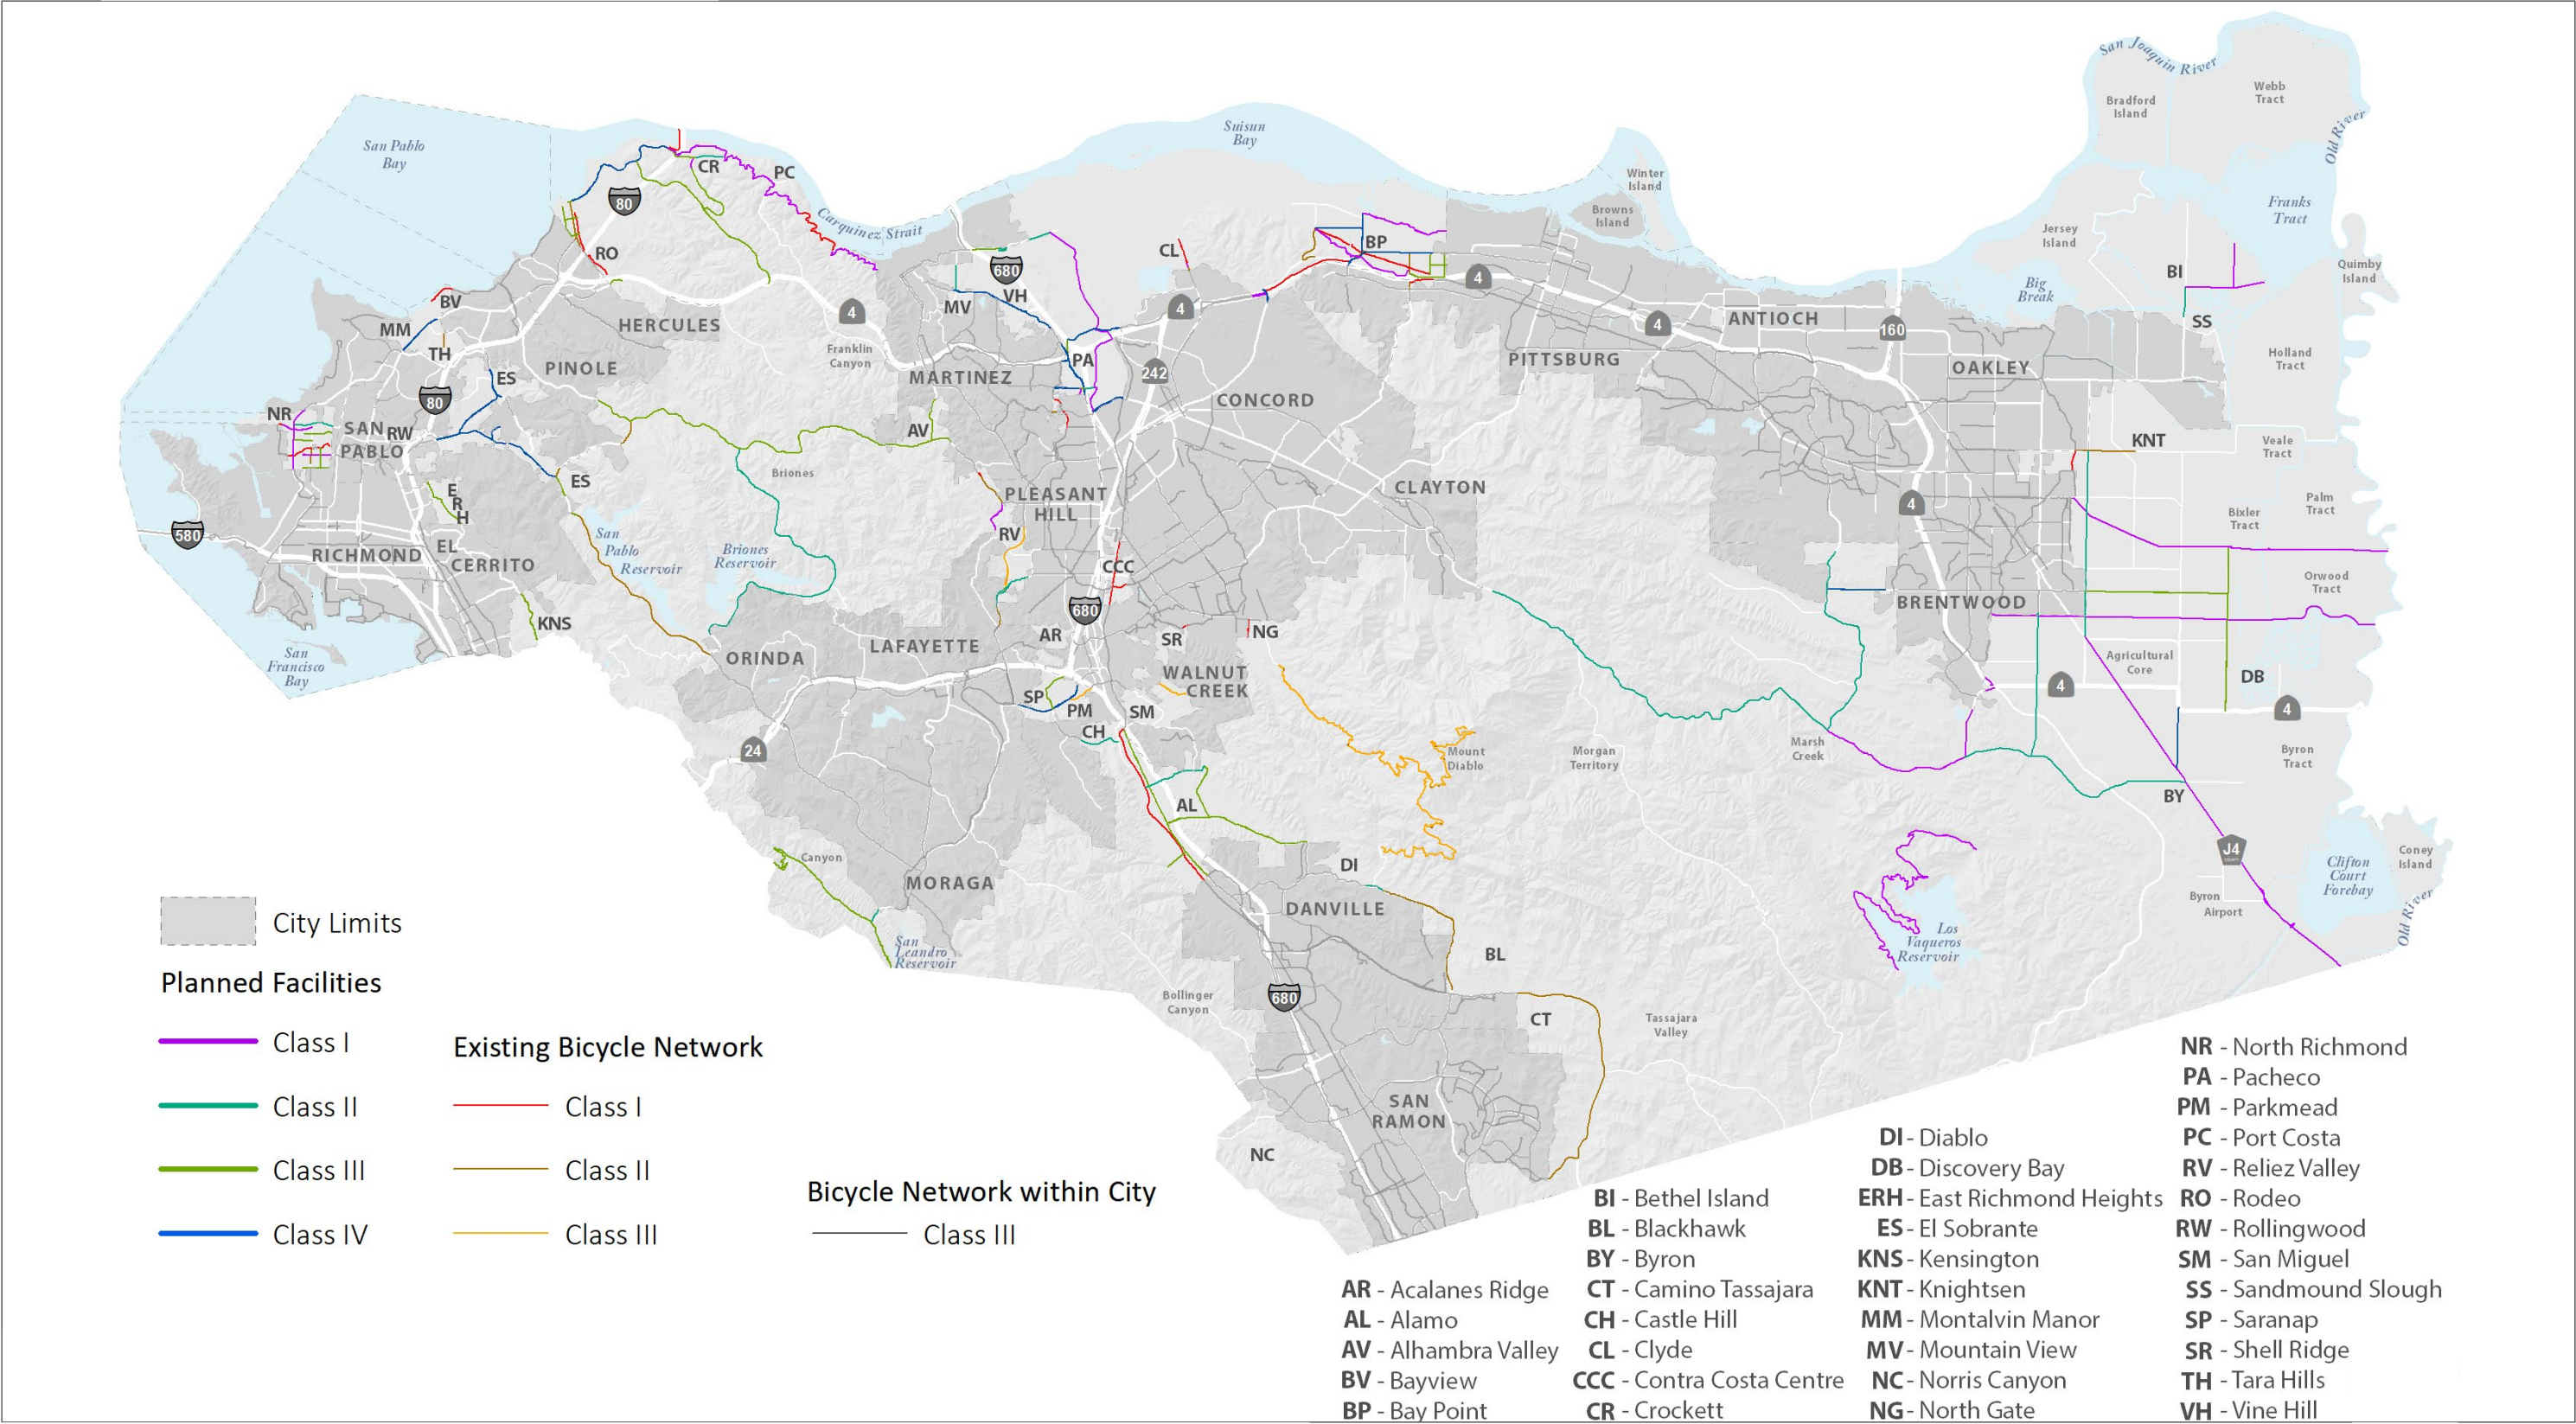 San Joaquin River
Webb
Tract
Bradford
Island
Old River
San Pablo
Bay
Suisun
Bay
Winter
Island
Browns
Island
Franks
Tract
CR
PC
80
Carquinez Strait
Jersey
Island
RO
CL
BP
680
4
Big
Break
BI
Quimby
Island
BV
MV
VH
4
4
MM
HERCULES
4
ANTIOCH
160
SS
TH
PINOLE
Franklin
Canyon
PA
PITTSBURG
OAKLEY
Holland
Tract
ES
MARTINEZ
242
80
CONCORD
NR
SAN
PABLO
RW
AV
KNT
Veale
Tract
ES
Briones
PLEASANT
HILL
CLAYTON
E
R
H
4
Palm
Tract
Bixler
Tract
580
San
Pablo
Reservoir
RV
RICHMOND
EL
CERRITO
Briones
Reservoir
CCC
Orwood
Tract
680
BRENTWOOD
KNS
AR
SR
NG
San
Francisco
Bay
ORINDA
LAFAYETTE
WALNUT
CREEK
Agricultural
Core
DB
SP
PM
SM
4
4
CH
24
Mount
Diablo
Morgan
Territory
Marsh
Creek
Byron
Tract
AL
BY
Canyon
DI
J4
Clifton
Court
Forebay
Coney
Island
MORAGA
DANVILLE
Byron
Airport
Old River
San
Leandro
Reservoir
BL
Los
Vaqueros
Reservoir
680
Bollinger
Canyon
CT
Tassajara
Valley
SAN
RAMON
NC
City Limits
Planned Facilities
Class I
Class II
Class III
Class IV
Existing Bicycle Network
Class I
Class II
Class III
Bicycle Network within City
Class III
AR - Acalanes Ridge
AL - Alamo
AV - Alhambra Valley
BV - Bayview
BP - Bay Point
BI - Bethel Island
BL - Blackhawk
BY - Byron
CT - Camino Tassajara
CH - Castle Hill
CL - Clyde
CCC - Contra Costa Centre
CR - Crockett
DI - Diablo
DB - Discovery Bay
ERH - East Richmond Heights
ES - El Sobrante
KNS - Kensington
KNT - Knightsen
MM - Montalvin Manor
MV - Mountain View
NC - Norris Canyon
NG - North Gate
NR - North Richmond
PA - Pacheco
PM - Parkmead
PC - Port Costa
RV - Reliez Valley
RO - Rodeo
RW - Rollingwood
SM - San Miguel
SS - Sandmound Slough
SP - Saranap
SR - Shell Ridge
TH - Tara Hills
VH - Vine Hill